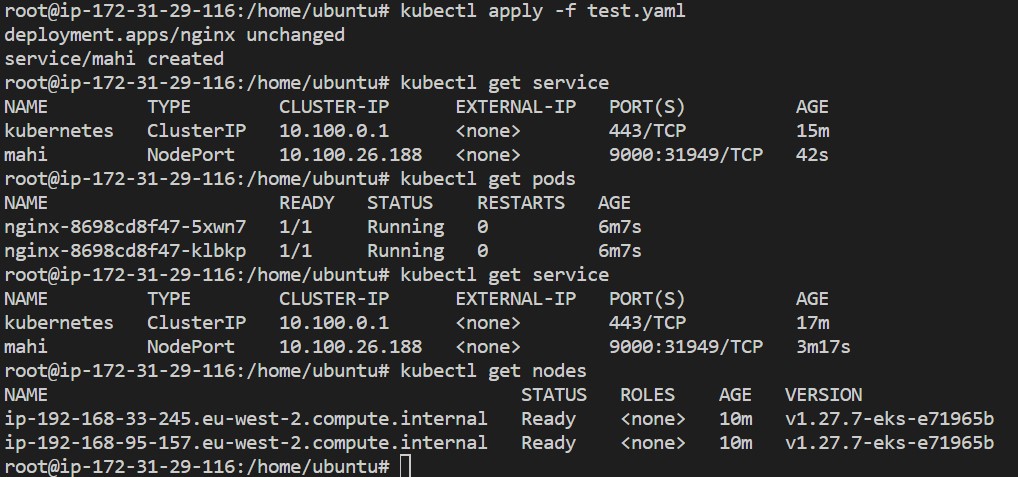 root@ip-172-31-29-116:/home/ubuntu# kubectl apply -f test.yaml
deployment.apps/nginx unchanged
service/mahi created
root@ip-172-31-29-116:/home/ubuntu# kubectl get service
NAME         TYPE        CLUSTER-IP      EXTERNAL-IP   PORT(S)          AGE
kubernetes   ClusterIP   10.100.0.1      <none>        443/TCP          15m
mahi         NodePort    10.100.26.188   <none>        9000:31949/TCP   42s
root@ip-172-31-29-116:/home/ubuntu# kubectl get pods
NAME                     READY   STATUS    RESTARTS   AGE
nginx-8698cd8f47-5xwn7   1/1     Running   0          6m7s
nginx-8698cd8f47-klbkp   1/1     Running   0          6m7s
root@ip-172-31-29-116:/home/ubuntu# kubectl get service
NAME         TYPE        CLUSTER-IP      EXTERNAL-IP   PORT(S)          AGE
kubernetes   ClusterIP   10.100.0.1      <none>        443/TCP          17m
mahi         NodePort    10.100.26.188   <none>        9000:31949/TCP   3m17s
root@ip-172-31-29-116:/home/ubuntu# kubectl get nodes
NAME                                           STATUS   ROLES    AGE   VERSION
ip-192-168-33-245.eu-west-2.compute.internal   Ready    <none>   10m   v1.27.7-eks-e71965b
ip-192-168-95-157.eu-west-2.compute.internal   Ready    <none>   10m   v1.27.7-eks-e71965b
root@ip-172-31-29-116:/home/ubuntu#